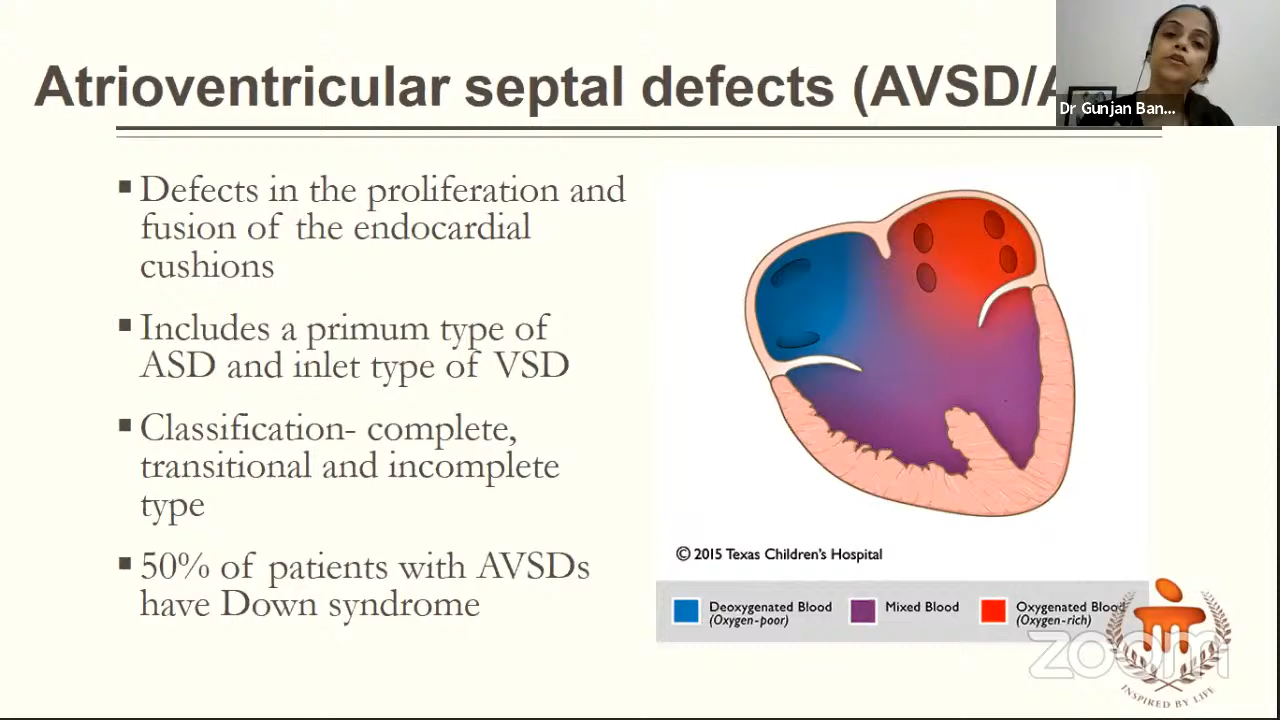 Atrioventricular septal defects (AVSD/A
Dr Gunjan Ban...
▪ Defects in the proliferation and
fusion of the endocardial
cushions
▪ Includes a primum type of
ASD and inlet type of VSD
▪ Classification- complete,
transitional and incomplete
type
▪ 50% of patients with AVSDs
have Down syndrome
© 2015 Texas Children's Hospital
Deoxygenated Blood
(Oxygen-poor)
Mixed Blood
Oxygenated Blood
(Oxygen-rich)
zoom
INSPIRED BY LIFE